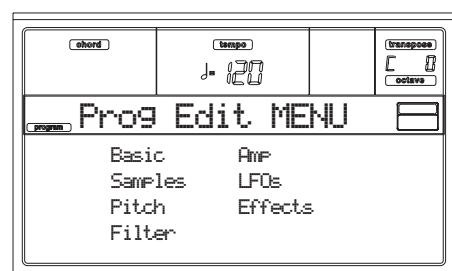 chord tempo transpose
♩= 120 C 0
octave
program Prog Edit MENU
Basic Amp
Samples LFOs
Pitch Effects
Filter